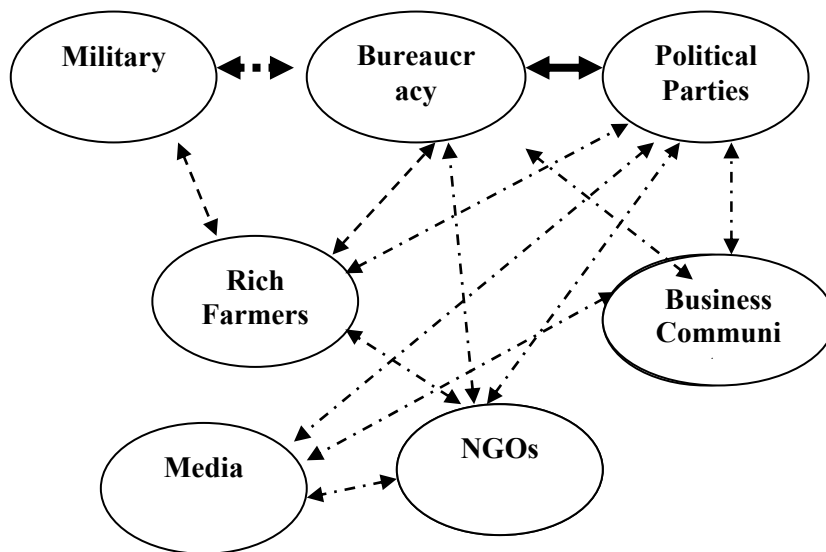 Military
Bureaucr
acy
Political
Parties
Rich
Farmers
Business
Communi
Media
NGOs